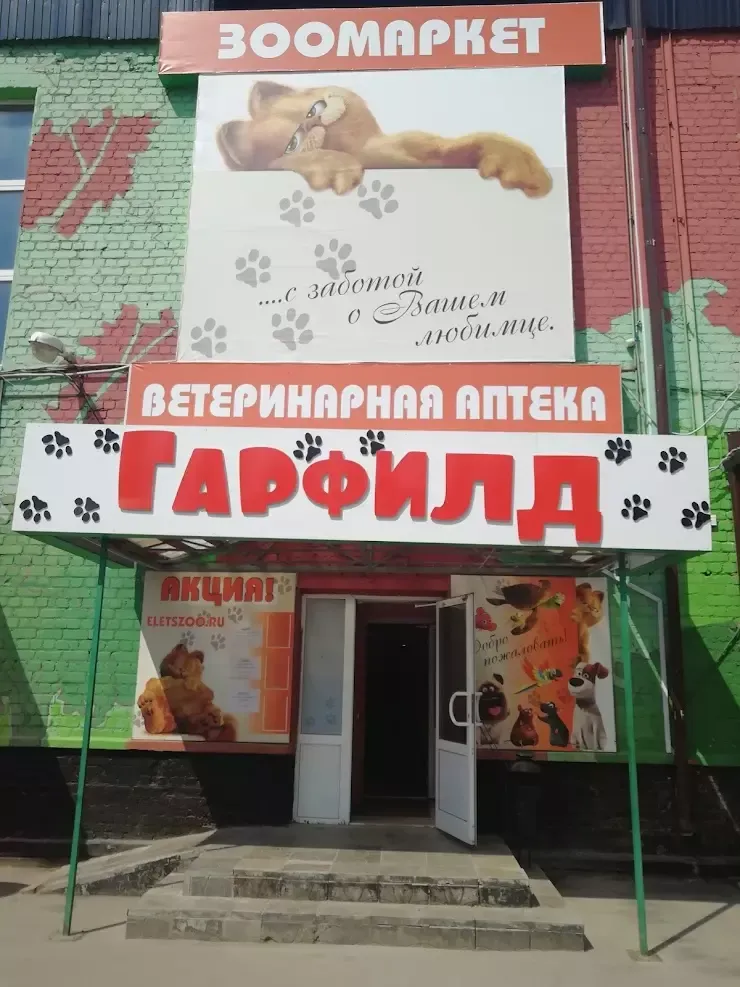 ЗООМАРКЕТ
....с заботой
о Вашем
любимце.
ВЕТЕРИНАРНАЯ АПТЕКА
ГАРФИЛД
АКЦИЯ!
ELETSZOO.RU
Добро
пожаловать!